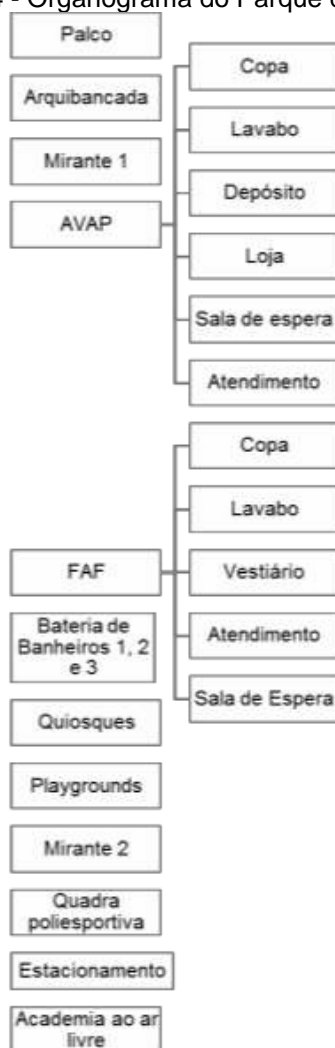 - Organograma do Parque
Palco
Arquibancada
Mirante 1
AVAP
Copa
Lavabo
Depósito
Loja
Sala de espera
Atendimento
FAF
Copa
Lavabo
Vestiário
Atendimento
Sala de Espera
Bateria de
Banheiros 1, 2
e 3
Quiosques
Playgrounds
Mirante 2
Quadra
poliesportiva
Estacionamento
Academia ao ar
livre